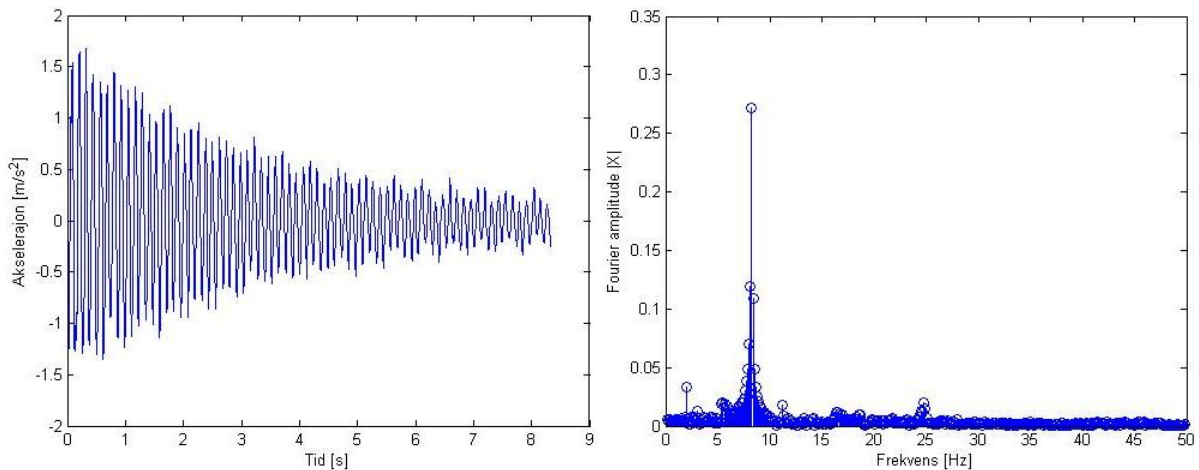 2
1.5
1
0.5
0
-0.5
-1
-1.5
-2
Akselerajon [m/s2]
0 1 2 3 4 5 6 7 8 9
Tid [s]
0.35
0.3
0.25
0.2
0.15
0.1
0.05
0
Fourier amplitude |X|
0 5 10 15 20 25 30 35 40 45 50
Frekvens [Hz]